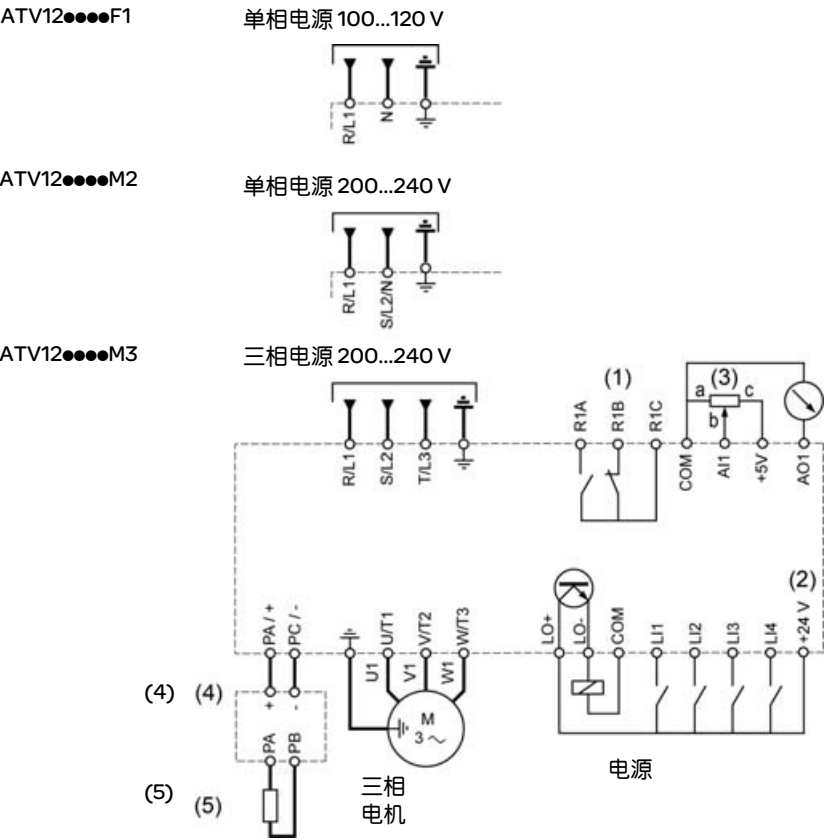 ATV12●●●●F1
单相电源 100...120 V
R/L1
N
ATV12●●●●M2
单相电源 200...240 V
R/L1
S/L2/N
ATV12●●●●M3
三相电源 200...240 V
(1)
(3)
a
c
b
R1A
R1B
R1C
COM
AI1
+5V
AO1
R/L1
S/L2
T/L3
(2)
PA / +
PC / -
U/T1
V/T2
W/T3
LO+
LO-
COM
LI1
LI2
LI3
LI4
+24 V
U1
V1
W1
(4)
(4)
+
-
M
3 ~
PA
PB
电源
(5)
(5)
三相
电机